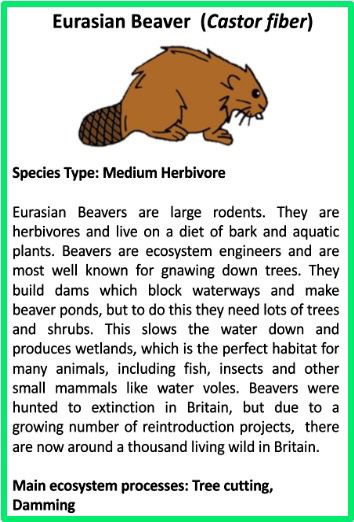 Eurasian Beaver (Castor fiber)
Species Type: Medium Herbivore
Eurasian Beavers are large rodents. They are
herbivores and live on a diet of bark and aquatic
plants. Beavers are ecosystem engineers and are
most well known for gnawing down trees. They
build dams which block waterways and make
beaver ponds, but to do this they need lots of trees
and shrubs. This slows the water down and
produces wetlands, which is the perfect habitat for
many animals, including fish, insects and other
small mammals like water voles. Beavers were
hunted to extinction in Britain, but due to a
growing number of reintroduction projects, there
are now around a thousand living wild in Britain.
Main ecosystem processes: Tree cutting,
Damming